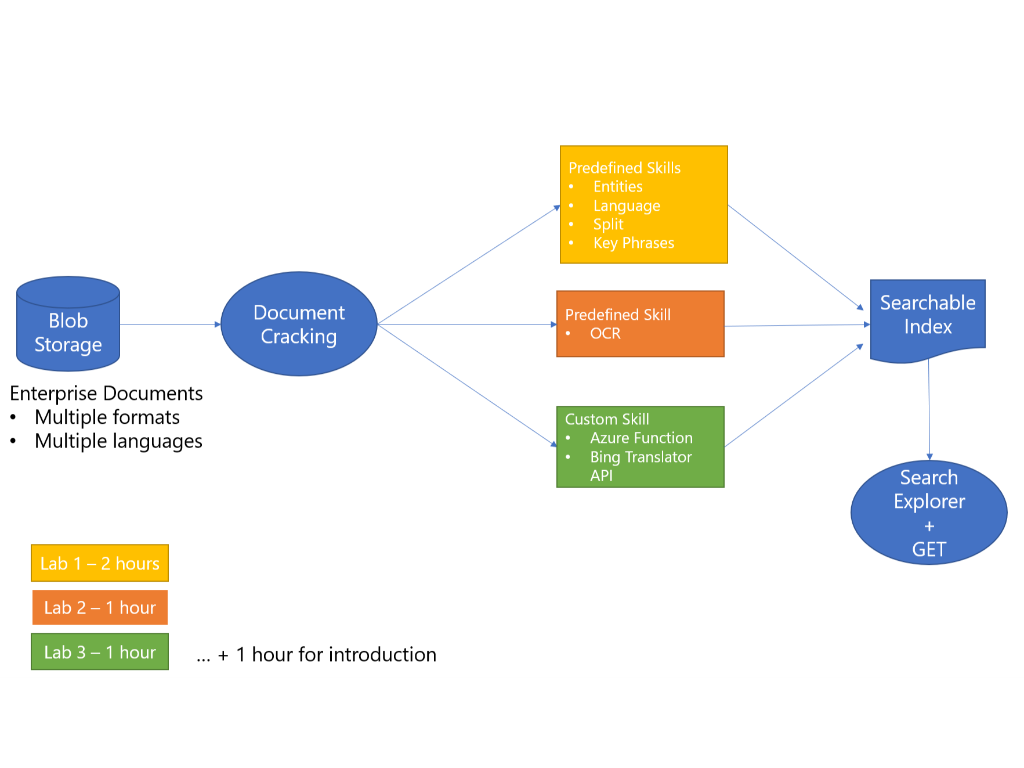 Predefined Skills
• Entities
• Language
• Split
• Key Phrases
Blob
Storage
Document
Cracking
Predefined Skill
• OCR
Searchable
Index
Enterprise Documents
• Multiple formats
• Multiple languages
Custom Skill
• Azure Function
• Bing Translator
API
Search
Explorer
+
GET
Lab 1 – 2 hours
Lab 2 – 1 hour
Lab 3 – 1 hour
... + 1 hour for introduction